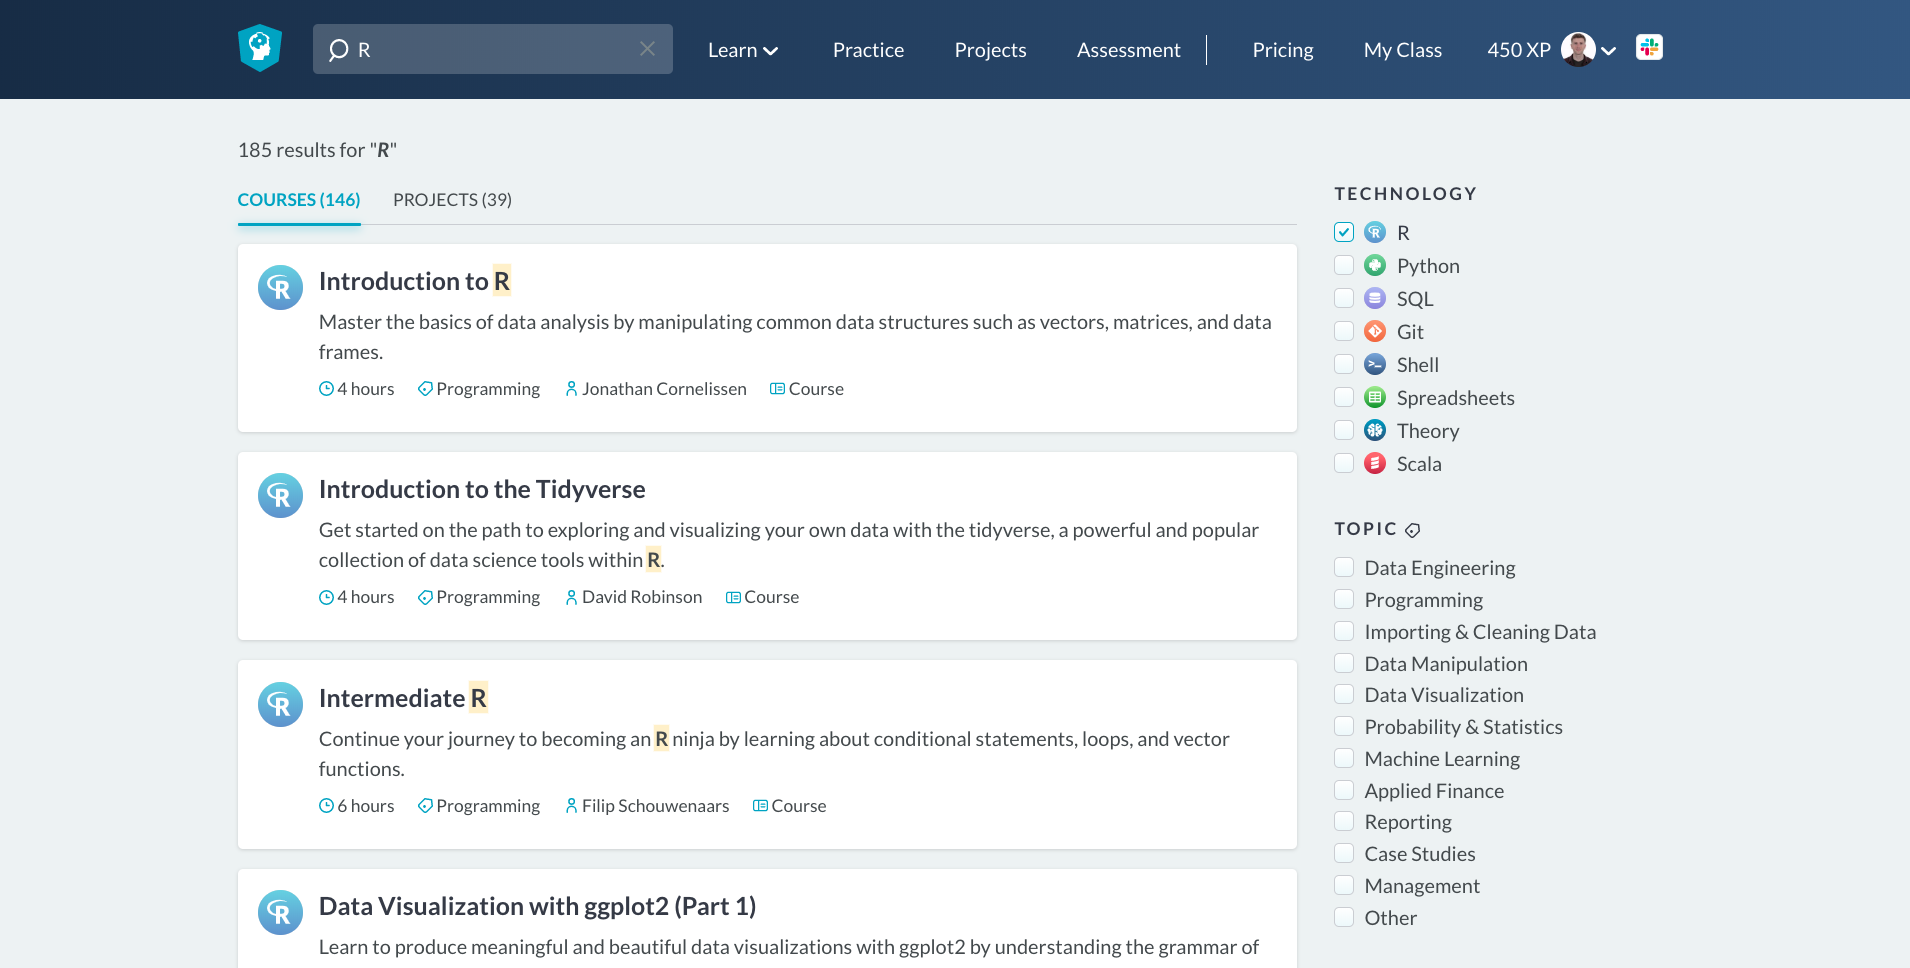 R
Learn
Practice
Projects
Assessment
Pricing
My Class
450 XP
185 results for "R"
COURSES (146)
PROJECTS (39)
Introduction to R
Master the basics of data analysis by manipulating common data structures such as vectors, matrices, and data
frames.
4 hours
Programming
Jonathan Cornelissen
Course
Introduction to the Tidyverse
Get started on the path to exploring and visualizing your own data with the tidyverse, a powerful and popular
collection of data science tools within R.
4 hours
Programming
David Robinson
Course
Intermediate R
Continue your journey to becoming an R ninja by learning about conditional statements, loops, and vector
functions.
6 hours
Programming
Filip Schouwenaars
Course
Data Visualization with ggplot2 (Part 1)
Learn to produce meaningful and beautiful data visualizations with ggplot2 by understanding the grammar of
TECHNOLOGY
R
Python
SQL
Git
Shell
Spreadsheets
Theory
Scala
TOPIC
Data Engineering
Programming
Importing & Cleaning Data
Data Manipulation
Data Visualization
Probability & Statistics
Machine Learning
Applied Finance
Reporting
Case Studies
Management
Other